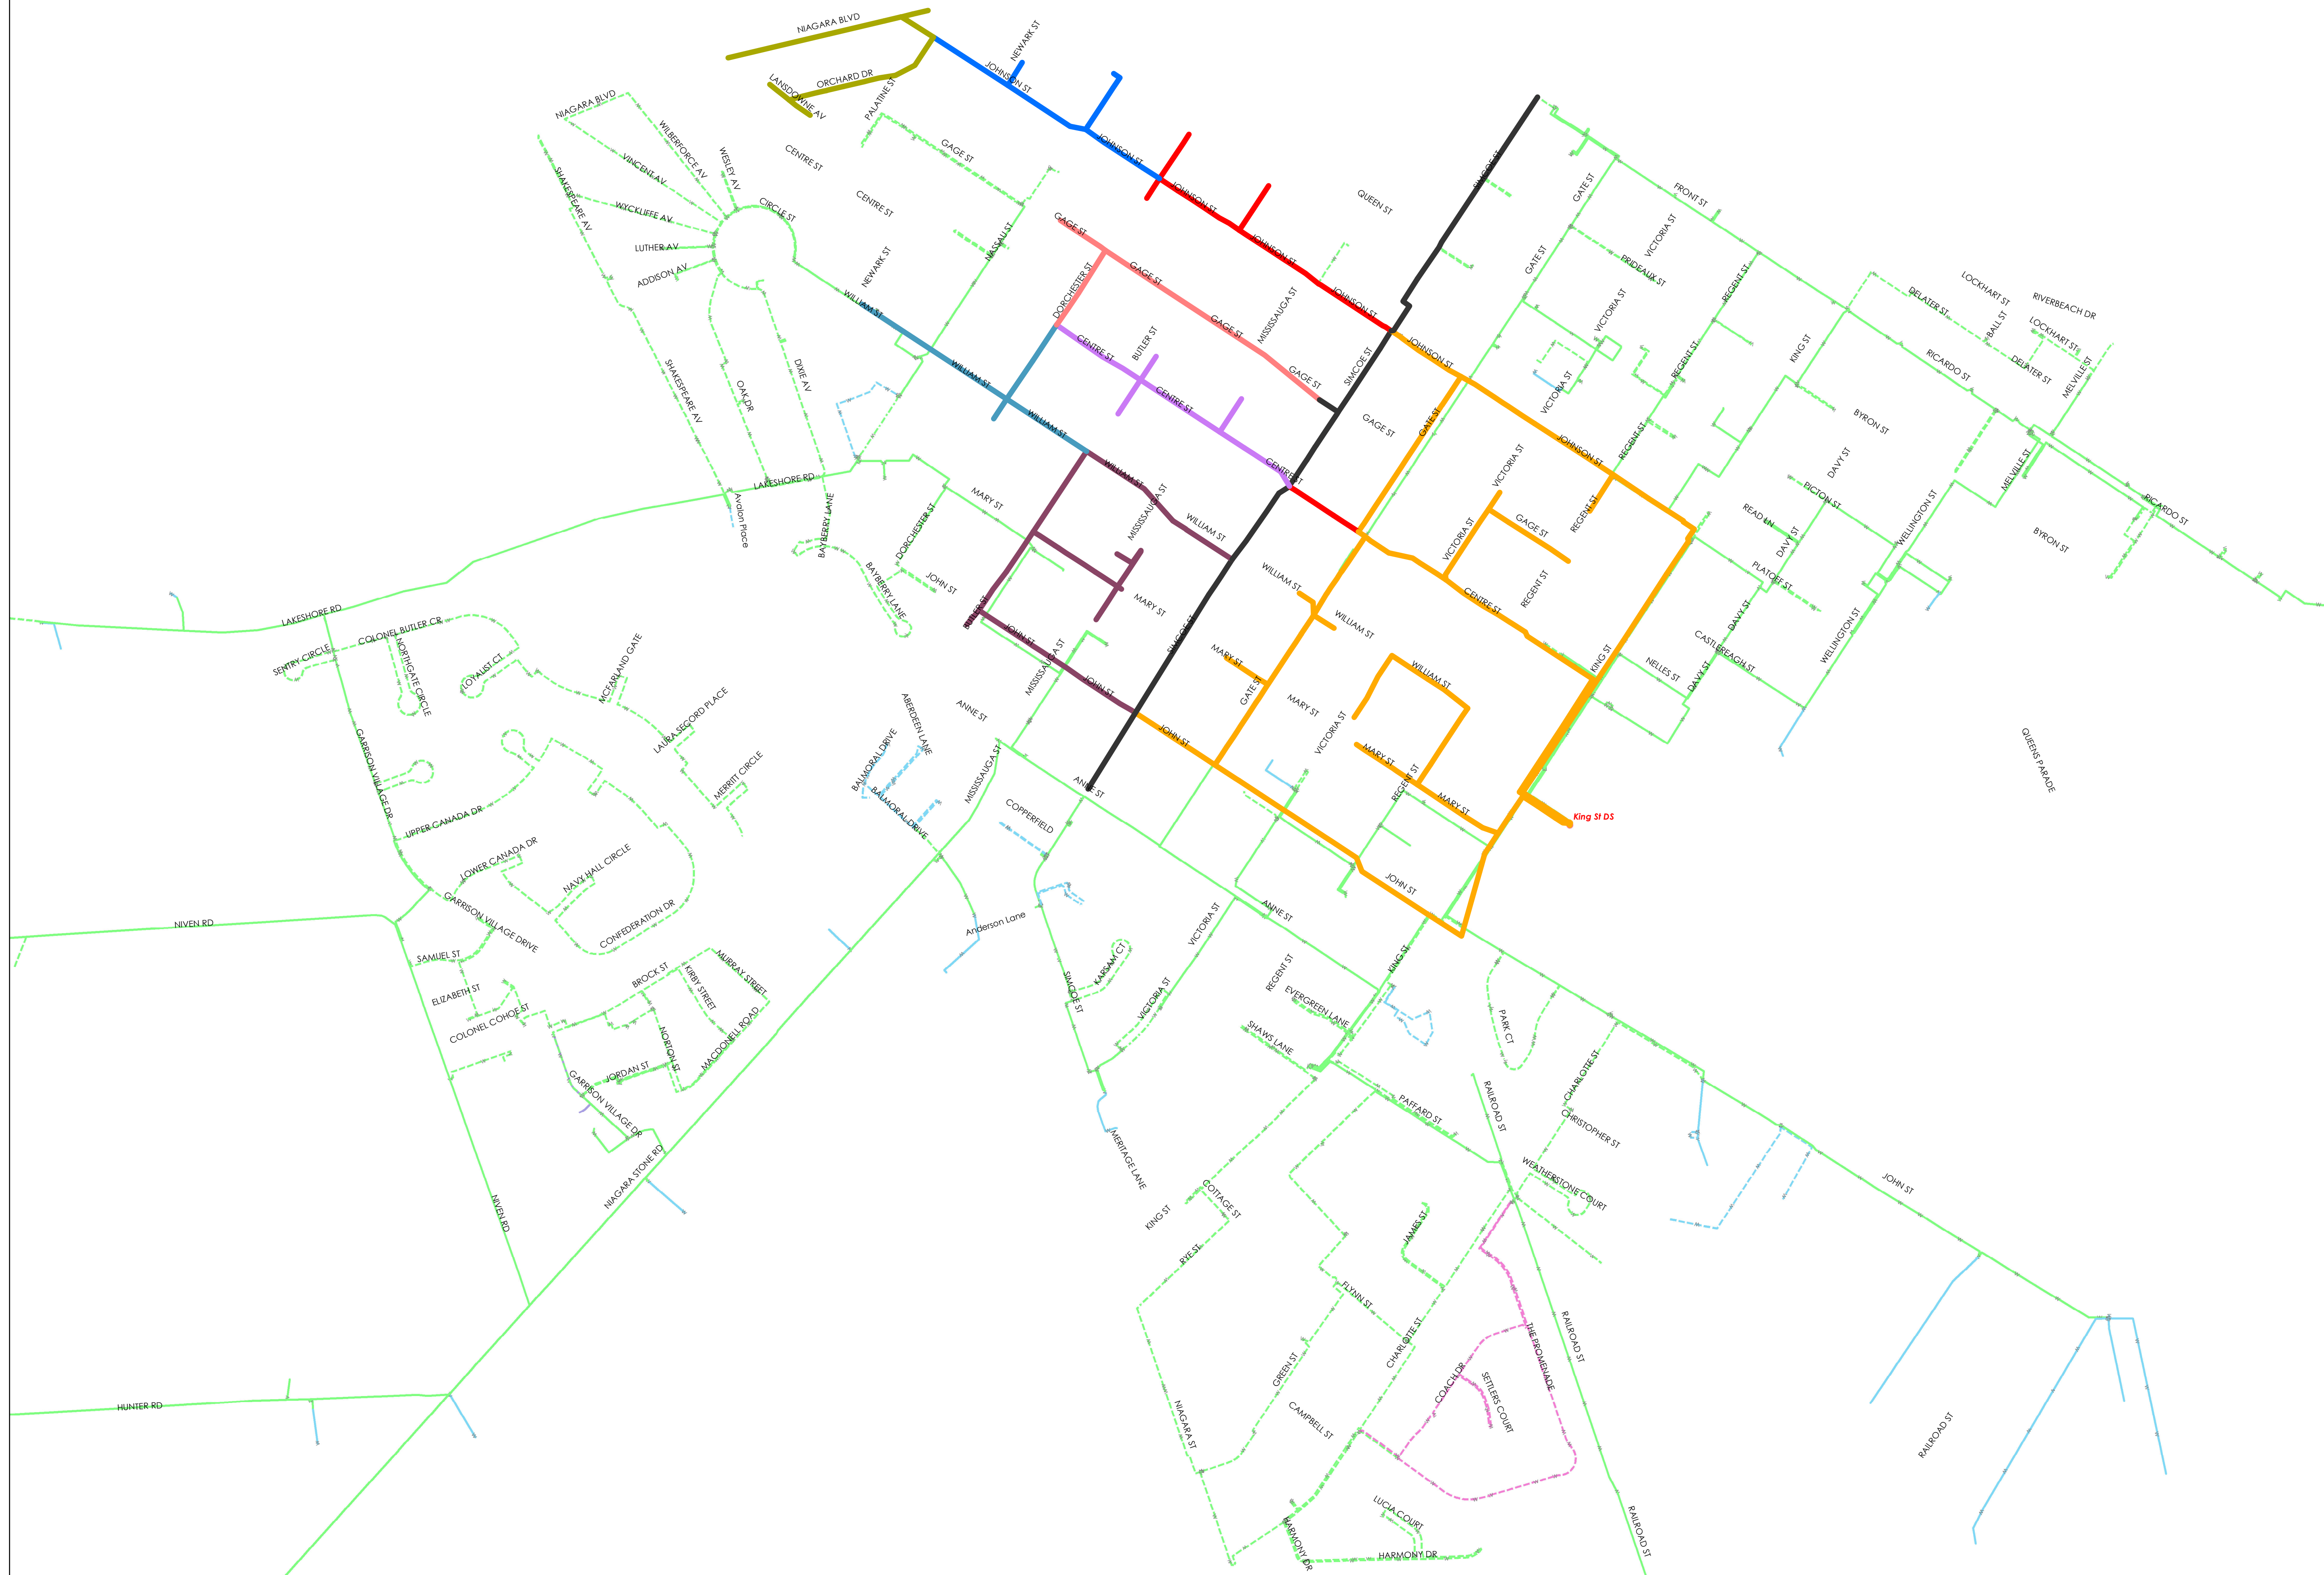 NIAGARA BLVD
NEWARK ST
JOHNSON ST
ORCHARD DR
LANSDOWNE AV
PALATINE ST
NIAGARA BLVD
WILBERFORCE AV
VINCENT AV
WESLEY AV
CENTRE ST
GAGE ST
JOHNSON ST
SIMCOE ST
SHAKESPEARE AV
WYCKLIFFE AV
CIRCLE ST
CENTRE ST
JOHNSON ST
QUEEN ST
GATE ST
FRONT ST
LUTHER AV
ADDISON AV
NEWARK ST
NASSAU ST
GAGE ST
JOHNSON ST
GATE ST
VICTORIA ST
PRIDEAUX ST
REGENT ST
WILLIAM ST
DORCHESTER ST
GAGE ST
JOHNSON ST
MISSISSAUGA ST
VICTORIA ST
DELATER ST
LOCKHART ST
RIVERBEACH DR
BALL ST
LOCKHART ST
SHAKESPEARE AV
OAK DR
DIXIE AV
WILLIAM ST
CENTRE ST
BUTLER ST
GAGE ST
GAGE ST
SIMCOE ST
JOHNSON ST
REGENT ST
KING ST
RICARDO ST
DELATER ST
MELVILLE ST
WILLIAM ST
CENTRE ST
GAGE ST
GATE ST
VICTORIA ST
REGENT ST
BYRON ST
LAKESHORE RD
Avalon Place
BAYBERRY LANE
MARY ST
WILLIAM ST
MISSISSAUGA ST
CENTRE ST
JOHNSON ST
VICTORIA ST
DAVY ST
PICTON ST
MELVILLE ST
RICARDO ST
DORCHESTER ST
WILLIAM ST
VICTORIA ST
GAGE ST
REGENT ST
READ LN
DAVY ST
WELLINGTON ST
BYRON ST
BAYBERRY LANE
JOHN ST
BUTLER ST
MARY ST
WILLIAM ST
CENTRE ST
REGENT ST
PLATOFF ST
LAKESHORE RD
COLONEL BUTLER CR
SENTRY CIRCLE
NORTHGATE CIRCLE
LOYALIST CT
MCFARLAND GATE
JOHN ST
SIMCOE ST
WILLIAM ST
DAVY ST
CASTLEREAGH ST
WELLINGTON ST
MISSISSAUGA ST
JOHN ST
MARY ST
GATE ST
MARY ST
WILLIAM ST
KING ST
NELLES ST
DAVY ST
LAURA SECORD PLACE
ABERDEEN LANE
ANNE ST
JOHN ST
VICTORIA ST
MARY ST
QUEENS PARADE
GARRISON VILLAGE DR
MERRITT CIRCLE
BALMORAL DRIVE
BALMORAL DRIVE
MISSISSAUGA ST
ANNE ST
REGENT ST
MARY ST
King St DS
UPPER CANADA DR
COPPERFIELD
LOWER CANADA DR
NAVY HALL CIRCLE
GARRISON VILLAGE DRIVE
CONFEDERATION DR
JOHN ST
NIVEN RD
Anderson Lane
VICTORIA ST
ANNE ST
SAMUEL ST
ELIZABETH ST
COLONEL COHOE ST
BROCK ST
KIRBY STREET
MURRAY STREET
SIMCOE ST
KARSAM CT
VICTORIA ST
REGENT ST
EVERGREEN LANE
KING ST
SHAWS LANE
PARK CT
NORTON ST
MACDONELL ROAD
JORDAN ST
GARRISON VILLAGE DR
PAFFARD ST
RAILROAD ST
CHARLOTTE ST
CHRISTOPHER ST
NIVEN RD
NIAGARA STONE RD
MERITAGE LANE
WEATHERSTONE COURT
JOHN ST
KING ST
COTTAGE ST
RYE ST
JAMES ST
FLYNN ST
CHARLOTTE ST
THE PROMENADE
RAILROAD ST
GREEN ST
COACH DR
SETTLERS COURT
HUNTER RD
NIAGARA ST
CAMPBELL ST
RAILROAD ST
LUCIA COURT
HARMONY DR
HARMONY DR
RAILROAD ST